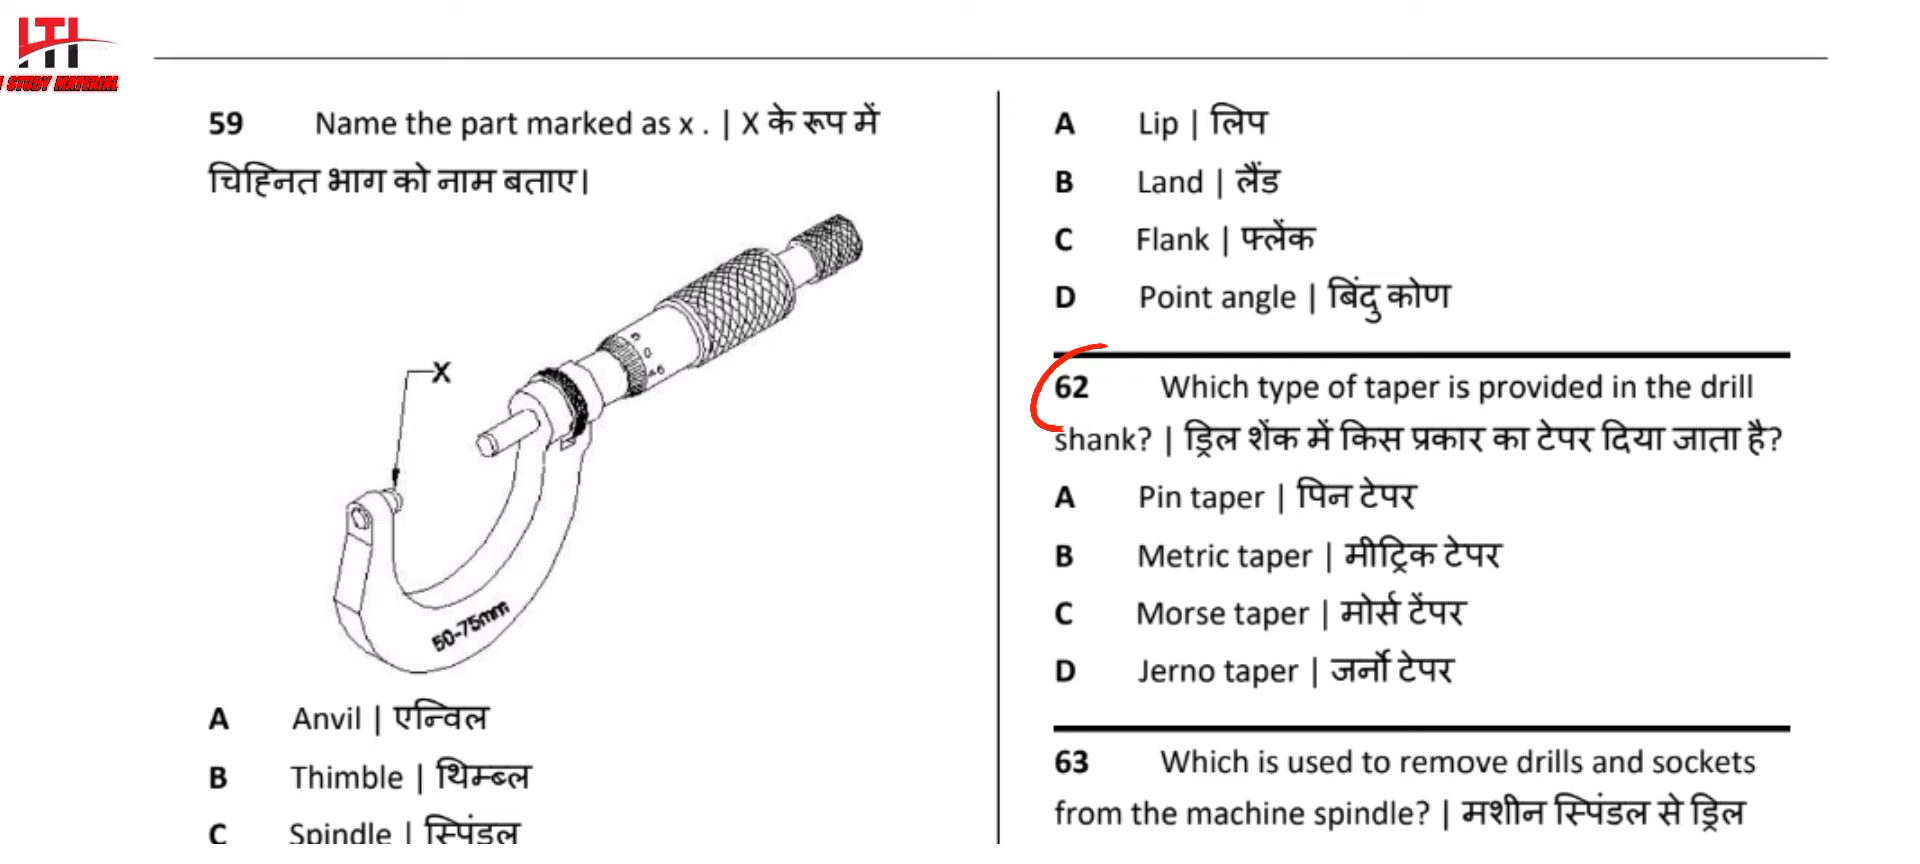 ITI
STUDY MATERIAL
59 Name the part marked as x . | X के रूप में
चिह्नित भाग को नाम बताए।
X
5
0
50-75mm
A Anvil | एन्विल
B Thimble | थिम्ब्ल
C Spindle | स्पिंडल
A Lip | लिप
B Land | लैंड
C Flank | फ्लेंक
D Point angle | बिंदु कोण
62 Which type of taper is provided in the drill
shank? | ड्रिल शेंक में किस प्रकार का टेपर दिया जाता है?
A Pin taper | पिन टेपर
B Metric taper | मीट्रिक टेपर
C Morse taper | मोर्स टेंपर
D Jerno taper | जर्नो टेपर
63 Which is used to remove drills and sockets
from the machine spindle? | मशीन स्पिंडल से ड्रिल